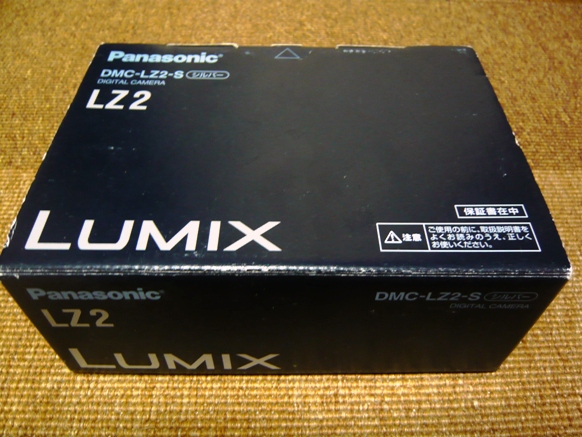 Panasonic
DMC-LZ2-S シルバー
DIGITAL CAMERA
LZ2
LUMIX
保証書在中
注意
ご使用の前に、取扱説明書を
よくお読みのうえ、正しく
お使いください。
Panasonic
LZ2
LUMIX
DMC-LZ2-S シルバー
DIGITAL CAMERA